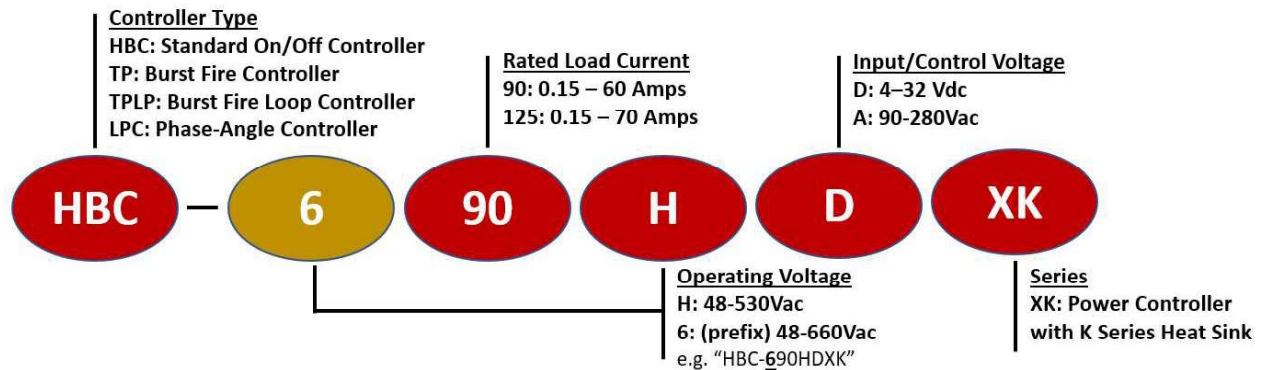 Controller Type
HBC: Standard On/Off Controller
TP: Burst Fire Controller
TPLP: Burst Fire Loop Controller
LPC: Phase-Angle Controller
Rated Load Current
90: 0.15 – 60 Amps
125: 0.15 – 70 Amps
Input/Control Voltage
D: 4–32 Vdc
A: 90-280Vac
HBC – 6 90 H D XK
Operating Voltage
H: 48-530Vac
6: (prefix) 48-660Vac
e.g. “HBC-690HDXK”
Series
XK: Power Controller
with K Series Heat Sink